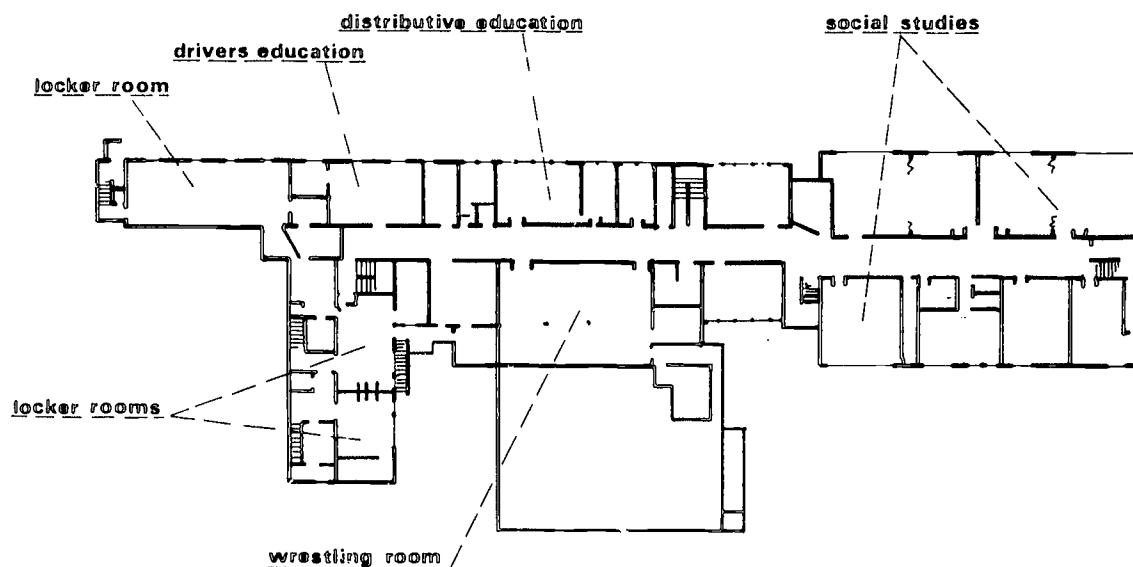 distributive education
social studies
drivers education
locker room
locker rooms
wrestling room